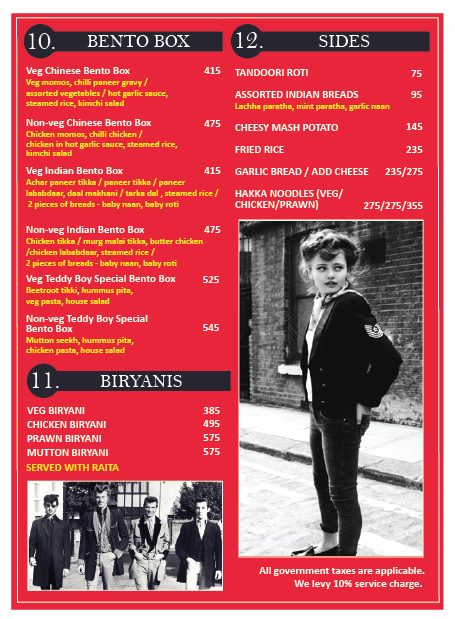 10. BENTO BOX
Veg Chinese Bento Box 415
Veg momos, chilli paneer gravy /
assorted vegetables / hot garlic sauce,
steamed rice, kimchi salad
Non-veg Chinese Bento Box 475
Chicken momos, chilli chicken /
chicken in hot garlic sauce, steamed rice,
kimchi salad
Veg Indian Bento Box 415
Achar paneer tikka / paneer tikka / paneer
lababdaar, daal makhani / tarka dal , steamed rice /
2 pieces of breads - baby naan, baby roti
Non-veg Indian Bento Box 475
Chicken tikka / murg malai tikka, butter chicken
/chicken lababdaar, steamed rice /
2 pieces of breads - baby naan, baby roti
Veg Teddy Boy Special Bento Box 525
Beetroot tikki, hummus pita,
veg pasta, house salad
Non-veg Teddy Boy Special
Bento Box 545
Mutton seekh, hummus pita,
chicken pasta, house salad
11. BIRYANIS
VEG BIRYANI 385
CHICKEN BIRYANI 495
PRAWN BIRYANI 575
MUTTON BIRYANI 575
SERVED WITH RAITA
12. SIDES
TANDOORI ROTI 75
ASSORTED INDIAN BREADS 95
Lachha paratha, mint paratha, garlic naan
CHEESY MASH POTATO 145
FRIED RICE 235
GARLIC BREAD / ADD CHEESE 235/275
HAKKA NOODLES (VEG/
CHICKEN/PRAWN) 275/275/355
All government taxes are applicable.
We levy 10% service charge.